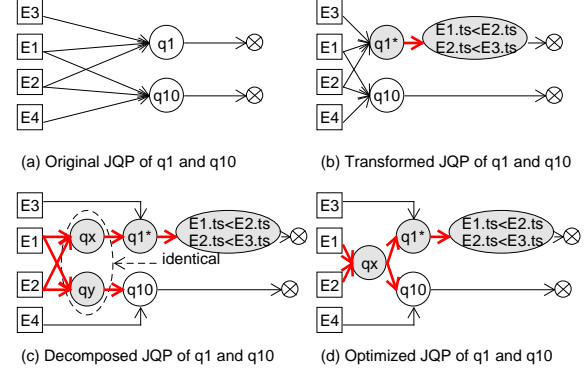 E3
E1
E2
E4
q1
q10
(a) Original JQP of q1 and q10
E3
E1
E2
E4
q1*
q10
E1.ts<E2.ts
E2.ts<E3.ts
(b) Transformed JQP of q1 and q10
E3
E1
E2
E4
qx
qy
q1*
q10
E1.ts<E2.ts
E2.ts<E3.ts
identical
(c) Decomposed JQP of q1 and q10
E3
E1
E2
E4
qx
q1*
q10
E1.ts<E2.ts
E2.ts<E3.ts
(d) Optimized JQP of q1 and q10